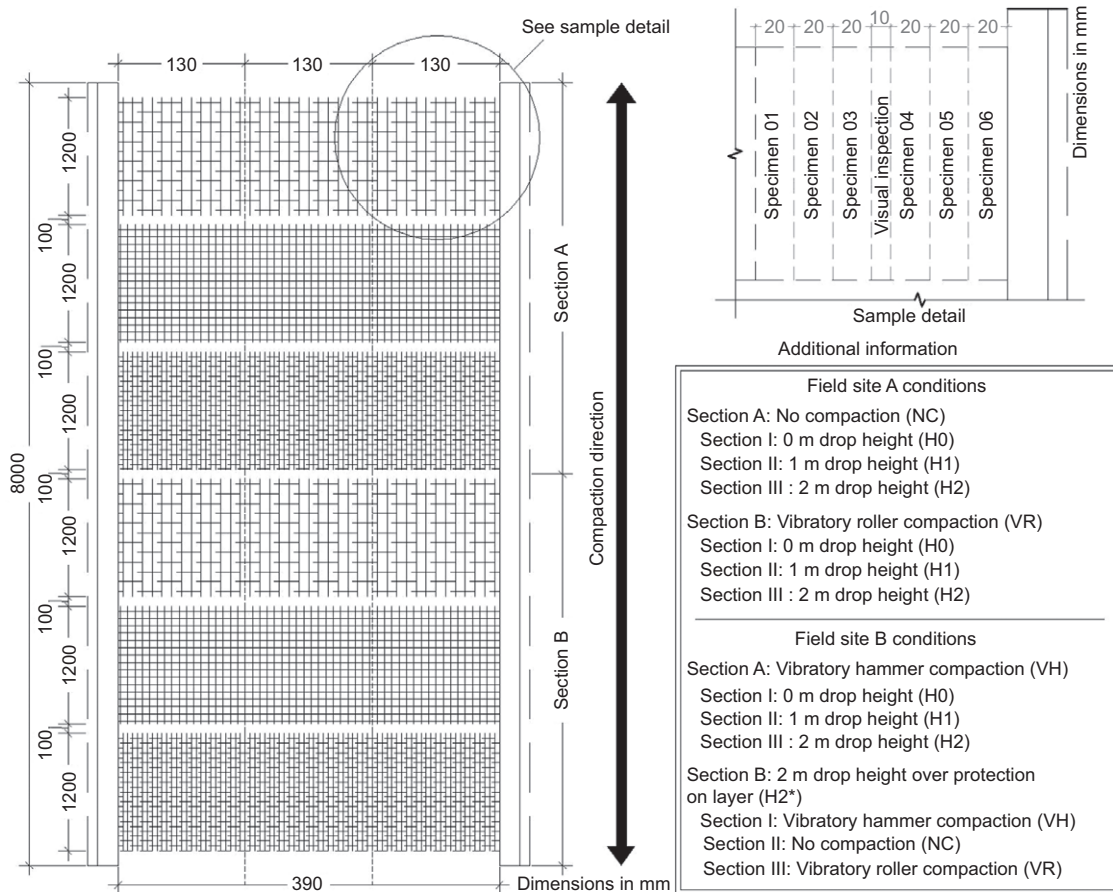 See sample detail
130 130 130
8000
1200
100
1200
100
1200
100
1200
100
1200
100
1200
390
Section A
Section B
Compaction direction
Dimensions in mm
20 20 20 10 20 20 20
Specimen 01
Specimen 02
Specimen 03
Visual inspection
Specimen 04
Specimen 05
Specimen 06
Dimensions in mm
Sample detail
Additional information
Field site A conditions
Section A: No compaction (NC)
Section I: 0 m drop height (H0)
Section II: 1 m drop height (H1)
Section III : 2 m drop height (H2)
Section B: Vibratory roller compaction (VR)
Section I: 0 m drop height (H0)
Section II: 1 m drop height (H1)
Section III : 2 m drop height (H2)
Field site B conditions
Section A: Vibratory hammer compaction (VH)
Section I: 0 m drop height (H0)
Section II: 1 m drop height (H1)
Section III : 2 m drop height (H2)
Section B: 2 m drop height over protection
on layer (H2*)
Section I: Vibratory hammer compaction (VH)
Section II: No compaction (NC)
Section III: Vibratory roller compaction (VR)